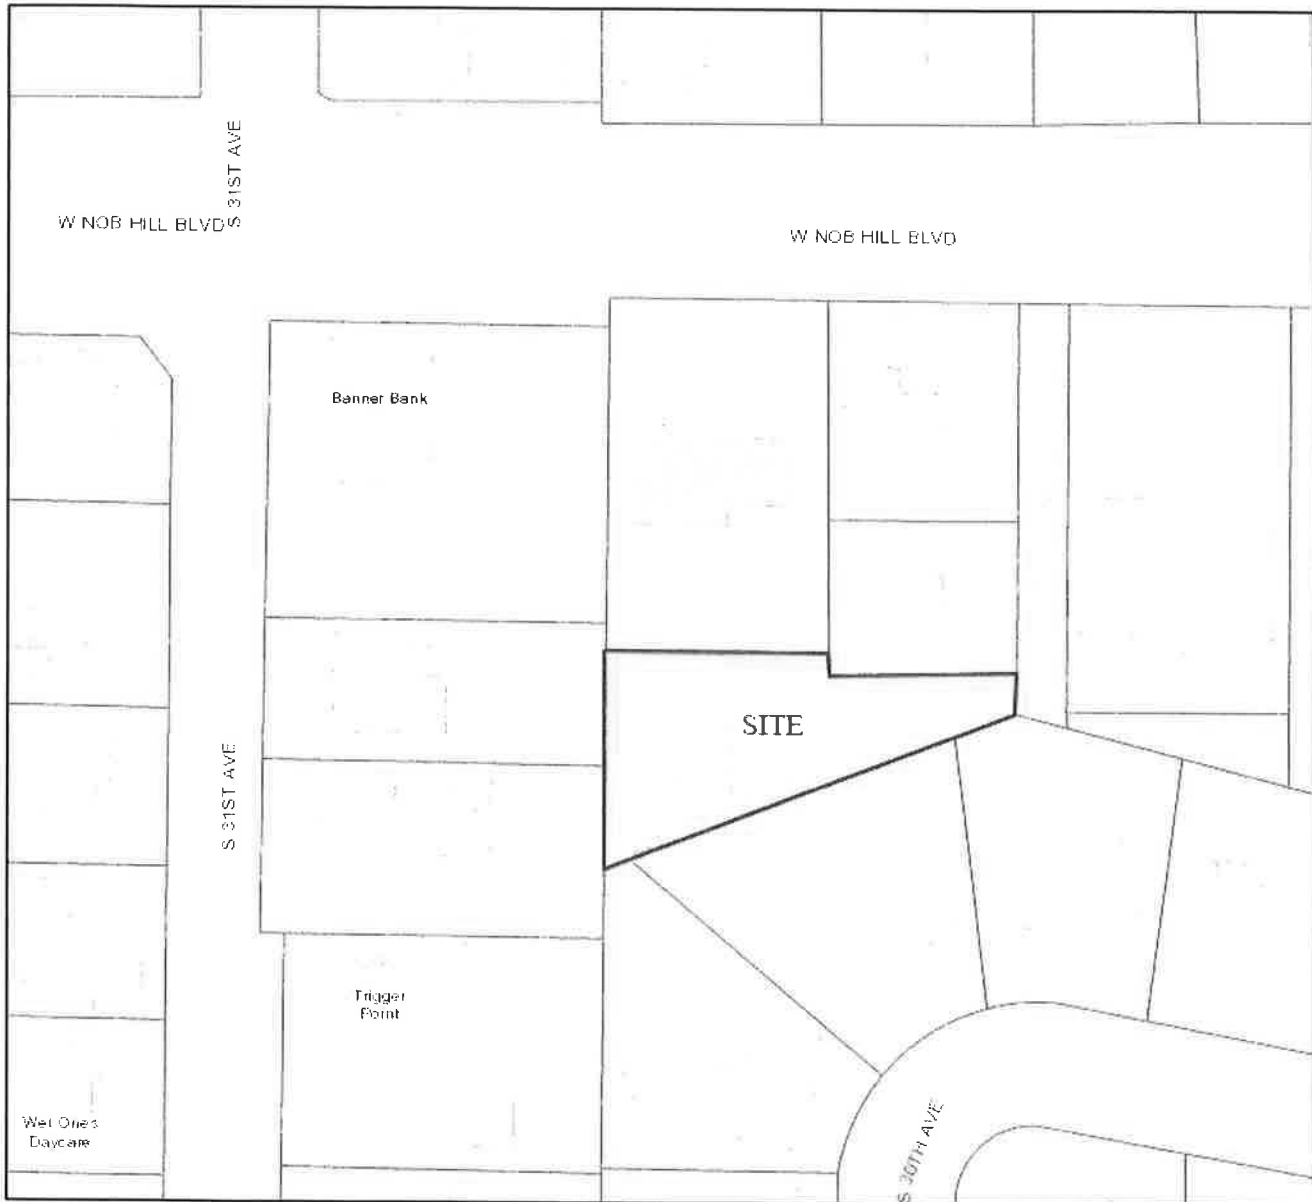 S 31ST AVE
W NOB HILL BLVD
W NOB HILL BLVD
Banner Bank
SITE
S 31ST AVE
Trigger
Point
Wet Ones
Daycare
S 30TH AVE